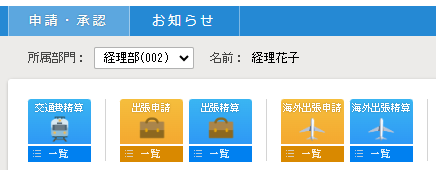 申請・承認 お知らせ
所属部門： 経理部(002) 名前： 経理花子
交通費精算 出張申請 出張精算 海外出張申請 海外出張精算
一覧 一覧 一覧 一覧 一覧